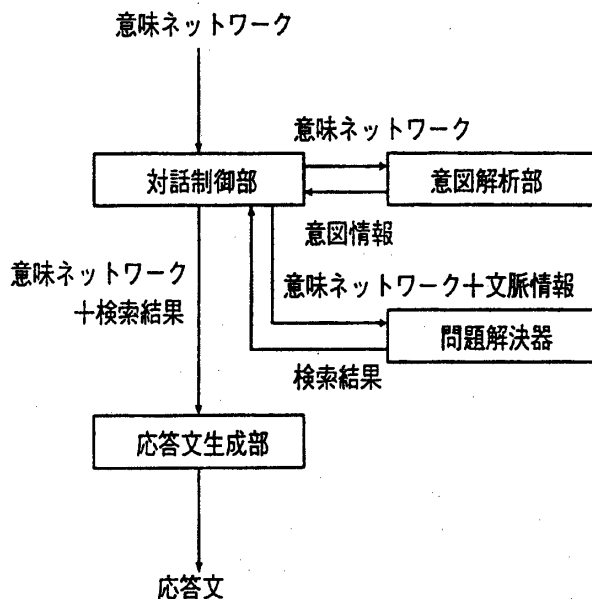 意味ネットワーク
意味ネットワーク
対話制御部
意図解析部
意図情報
意味ネットワーク
＋検索結果
意味ネットワーク＋文脈情報
問題解決器
検索結果
応答文生成部
応答文